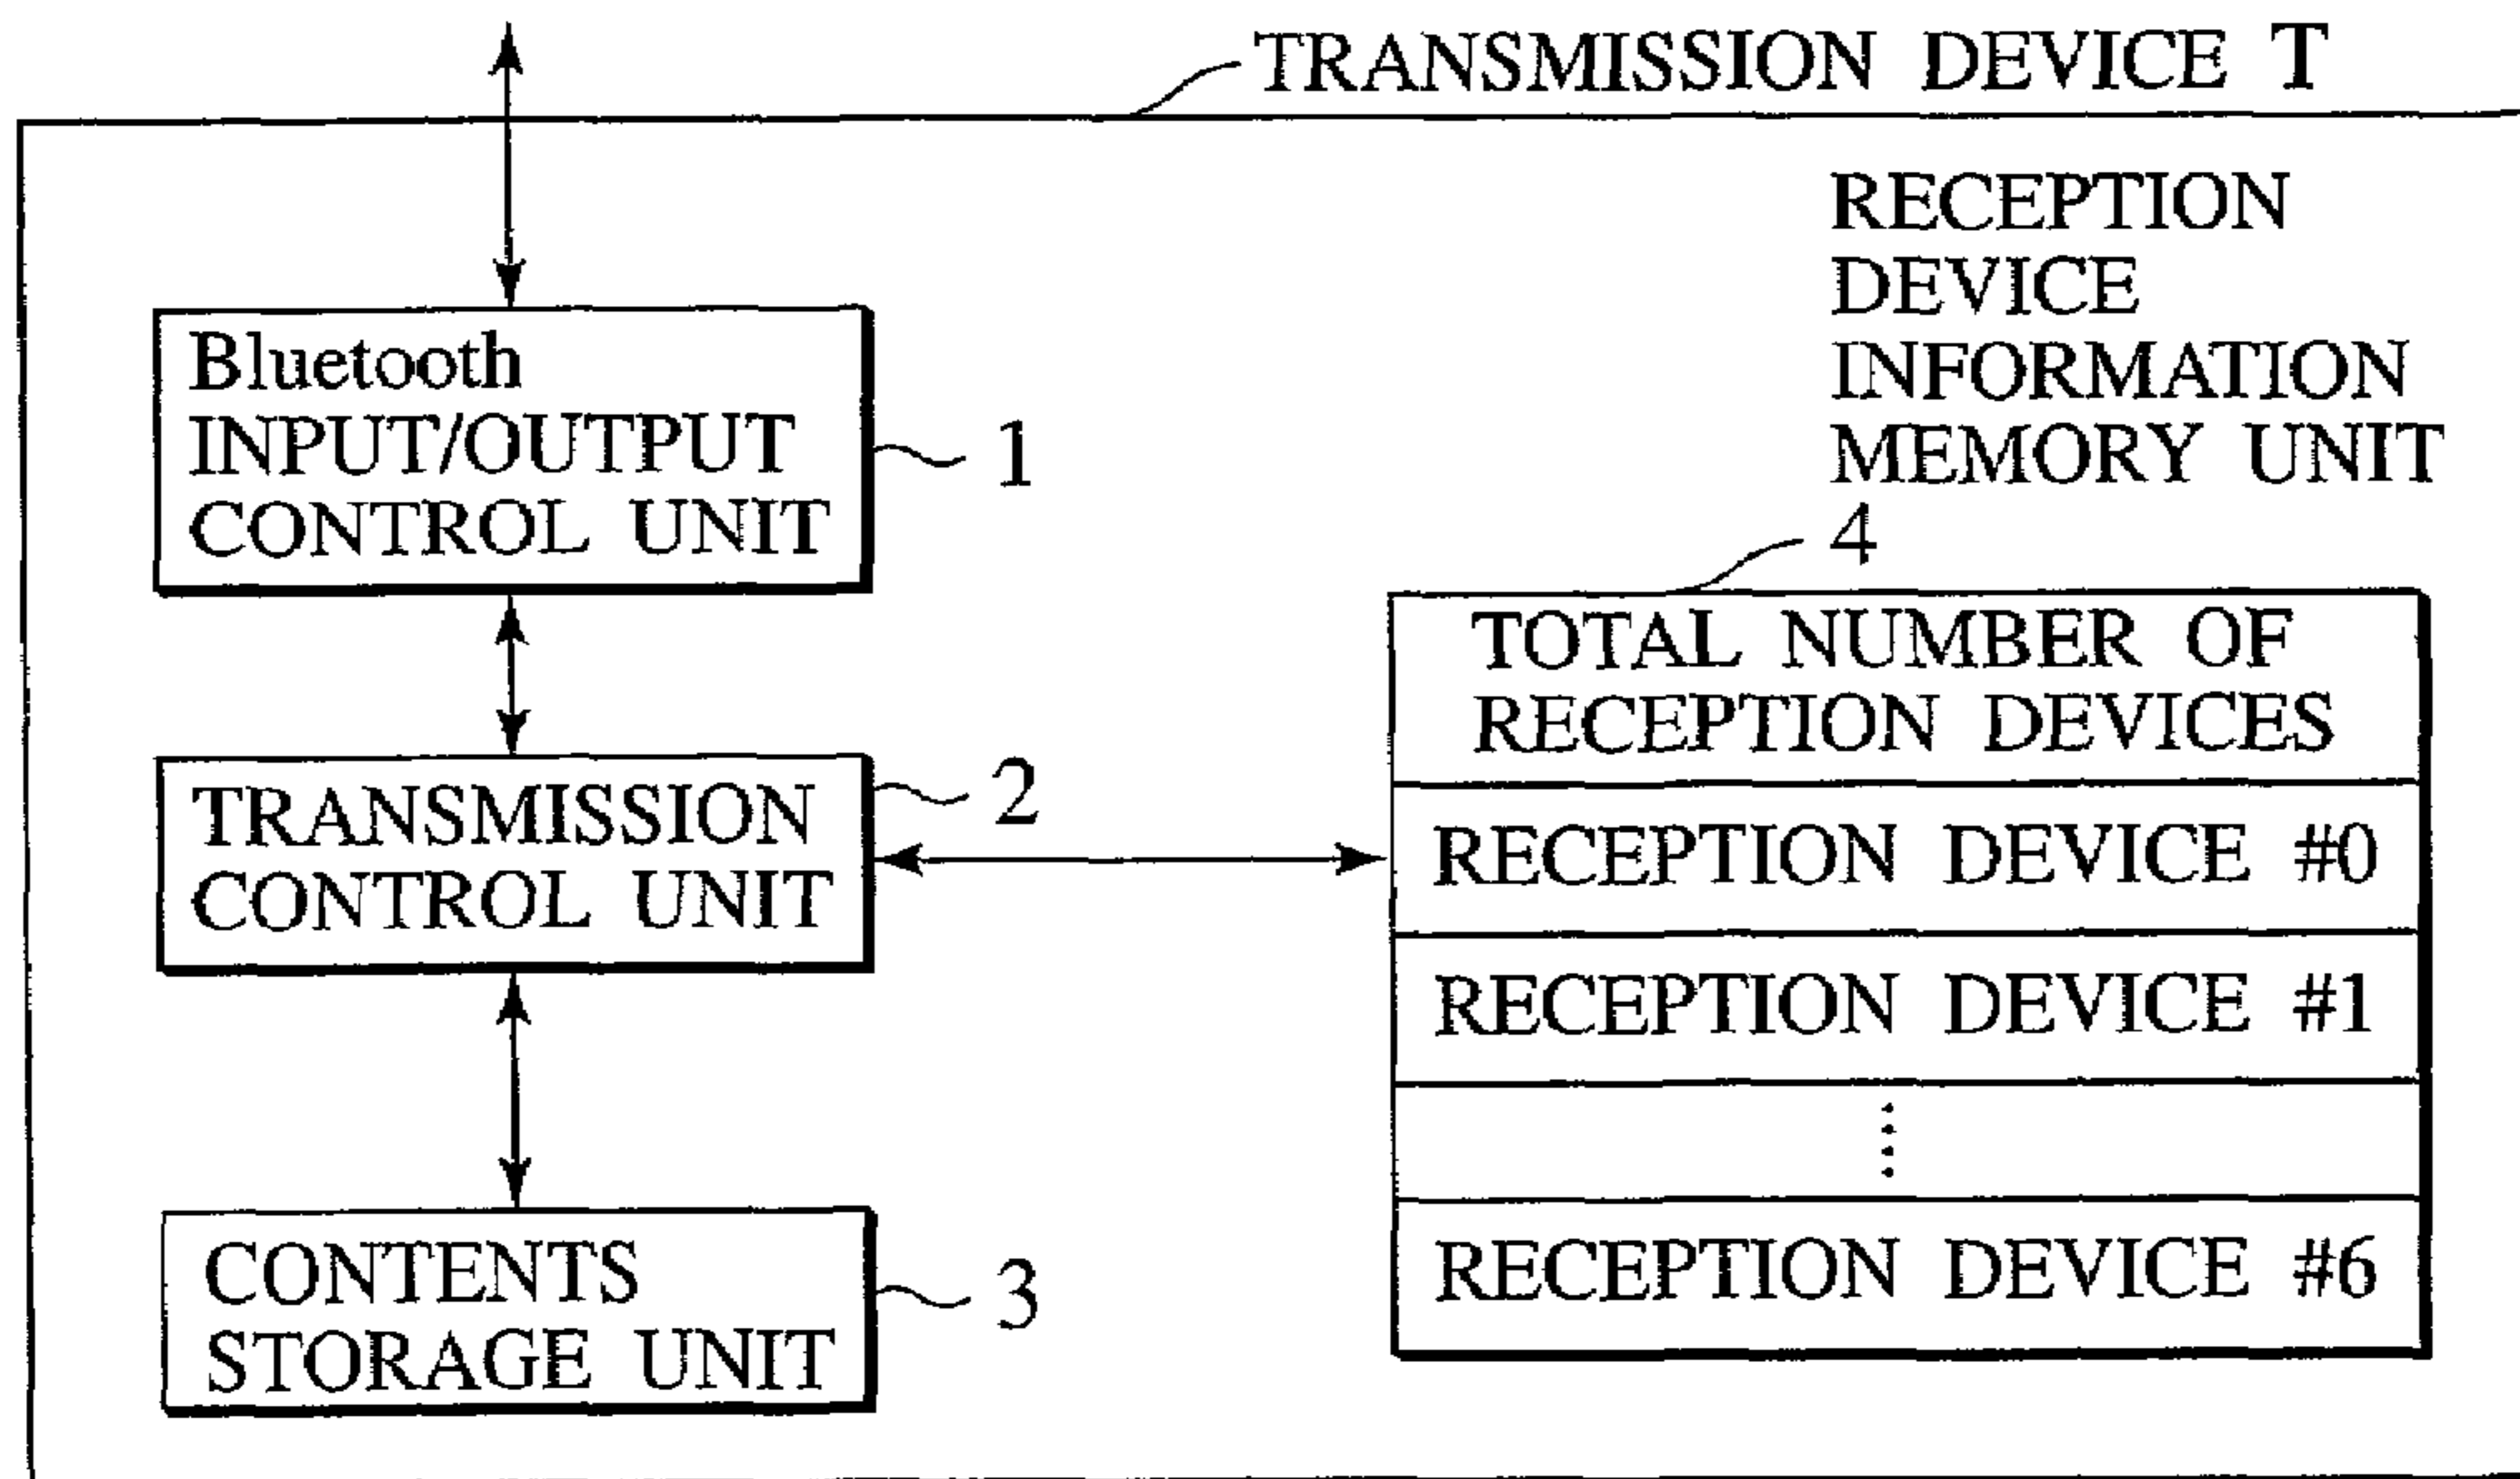 TRANSMISSION DEVICE T
Bluetooth
INPUT/OUTPUT
CONTROL UNIT
1
RECEPTION
DEVICE
INFORMATION
MEMORY UNIT
4
TRANSMISSION
CONTROL UNIT
2
TOTAL NUMBER OF
RECEPTION DEVICES
RECEPTION DEVICE #0
RECEPTION DEVICE #1
RECEPTION DEVICE #6
CONTENTS
STORAGE UNIT
3